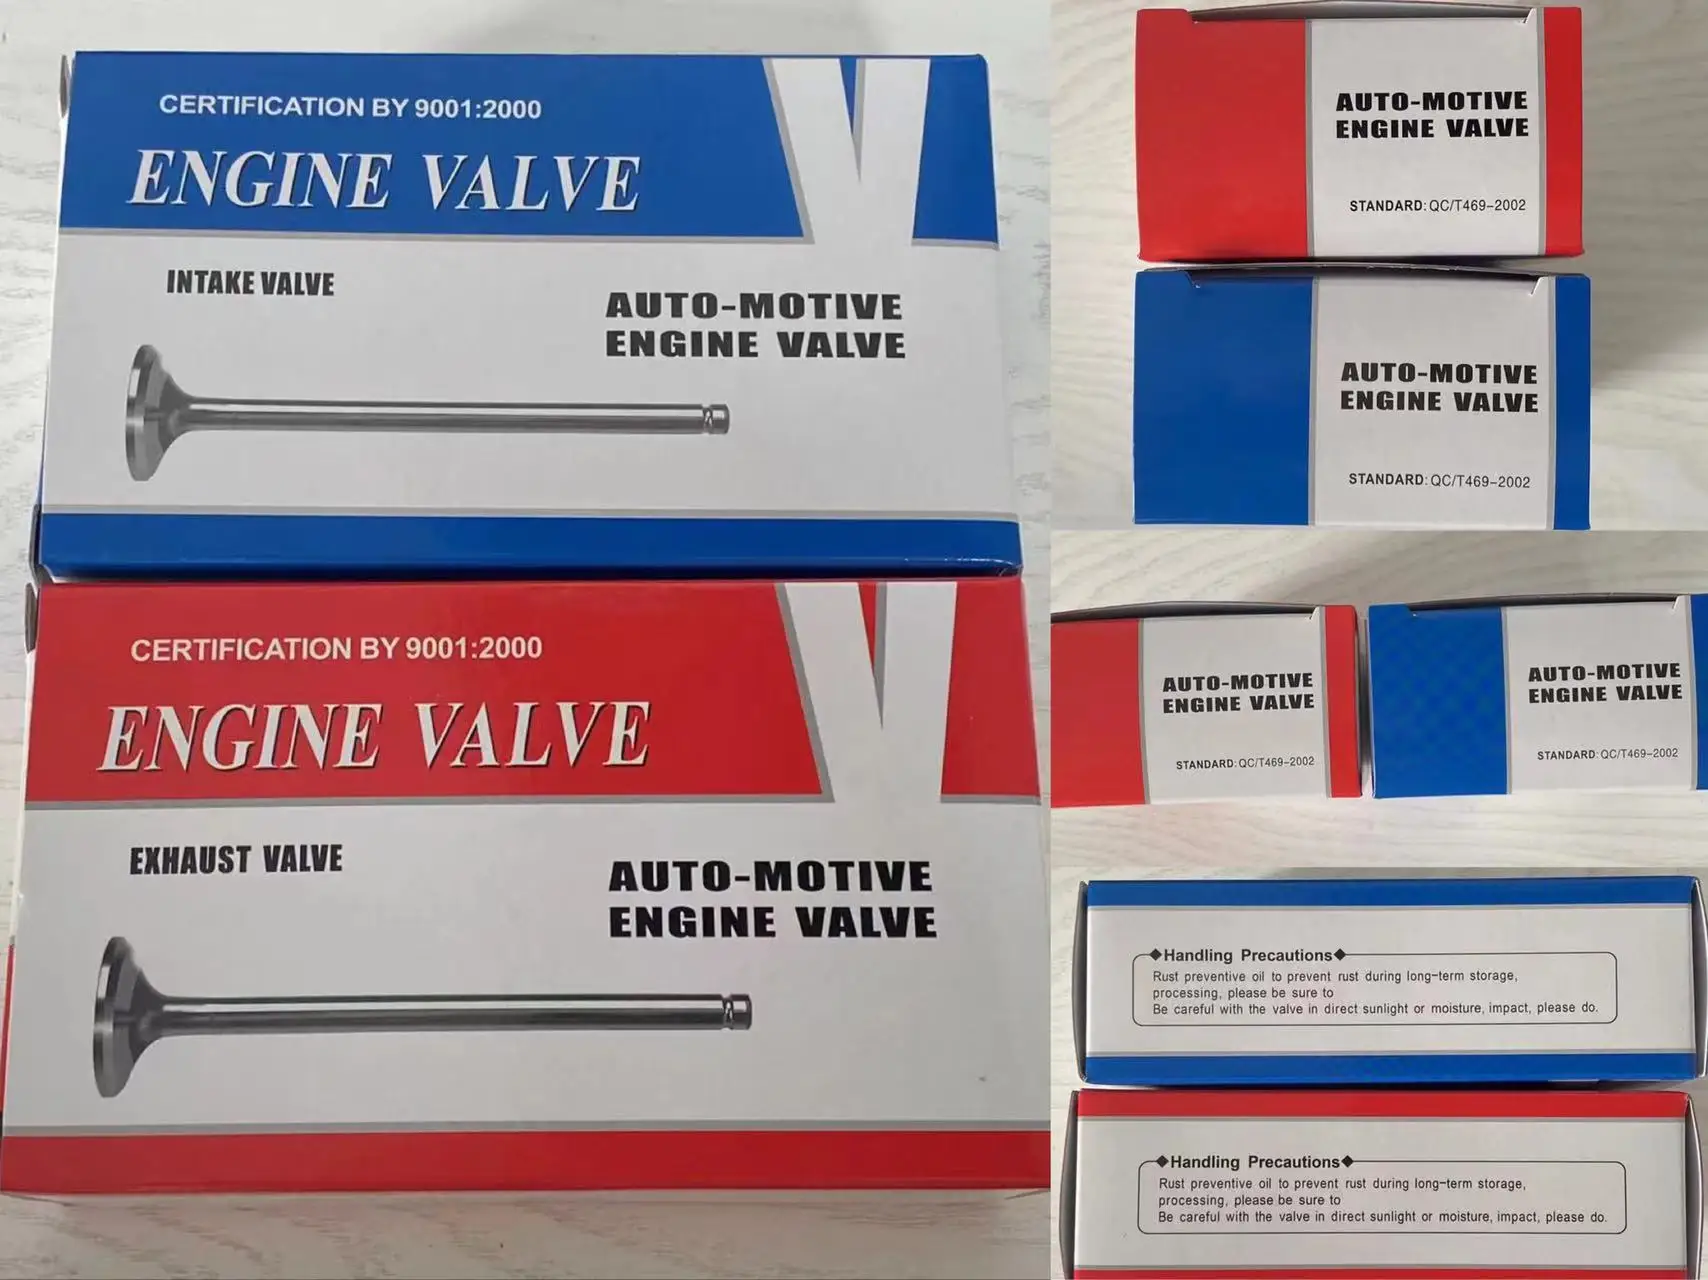 CERTIFICATION BY 9001:2000
ENGINE VALVE
INTAKE VALVE
AUTO-MOTIVE
ENGINE VALVE
CERTIFICATION BY 9001:2000
ENGINE VALVE
EXHAUST VALVE
AUTO-MOTIVE
ENGINE VALVE
AUTO-MOTIVE
ENGINE VALVE
STANDARD: QC/T469-2002
AUTO-MOTIVE
ENGINE VALVE
STANDARD: QC/T469-2002
AUTO-MOTIVE
ENGINE VALVE
STANDARD: QC/T469-2002
AUTO-MOTIVE
ENGINE VALVE
STANDARD: QC/T469-2002
◆Handling Precautions◆
Rust preventive oil to prevent rust during long-term storage,
processing, please be sure to
Be careful with the valve in direct sunlight or moisture, impact, please do.
◆Handling Precautions◆
Rust preventive oil to prevent rust during long-term storage,
processing, please be sure to
Be careful with the valve in direct sunlight or moisture, impact, please do.